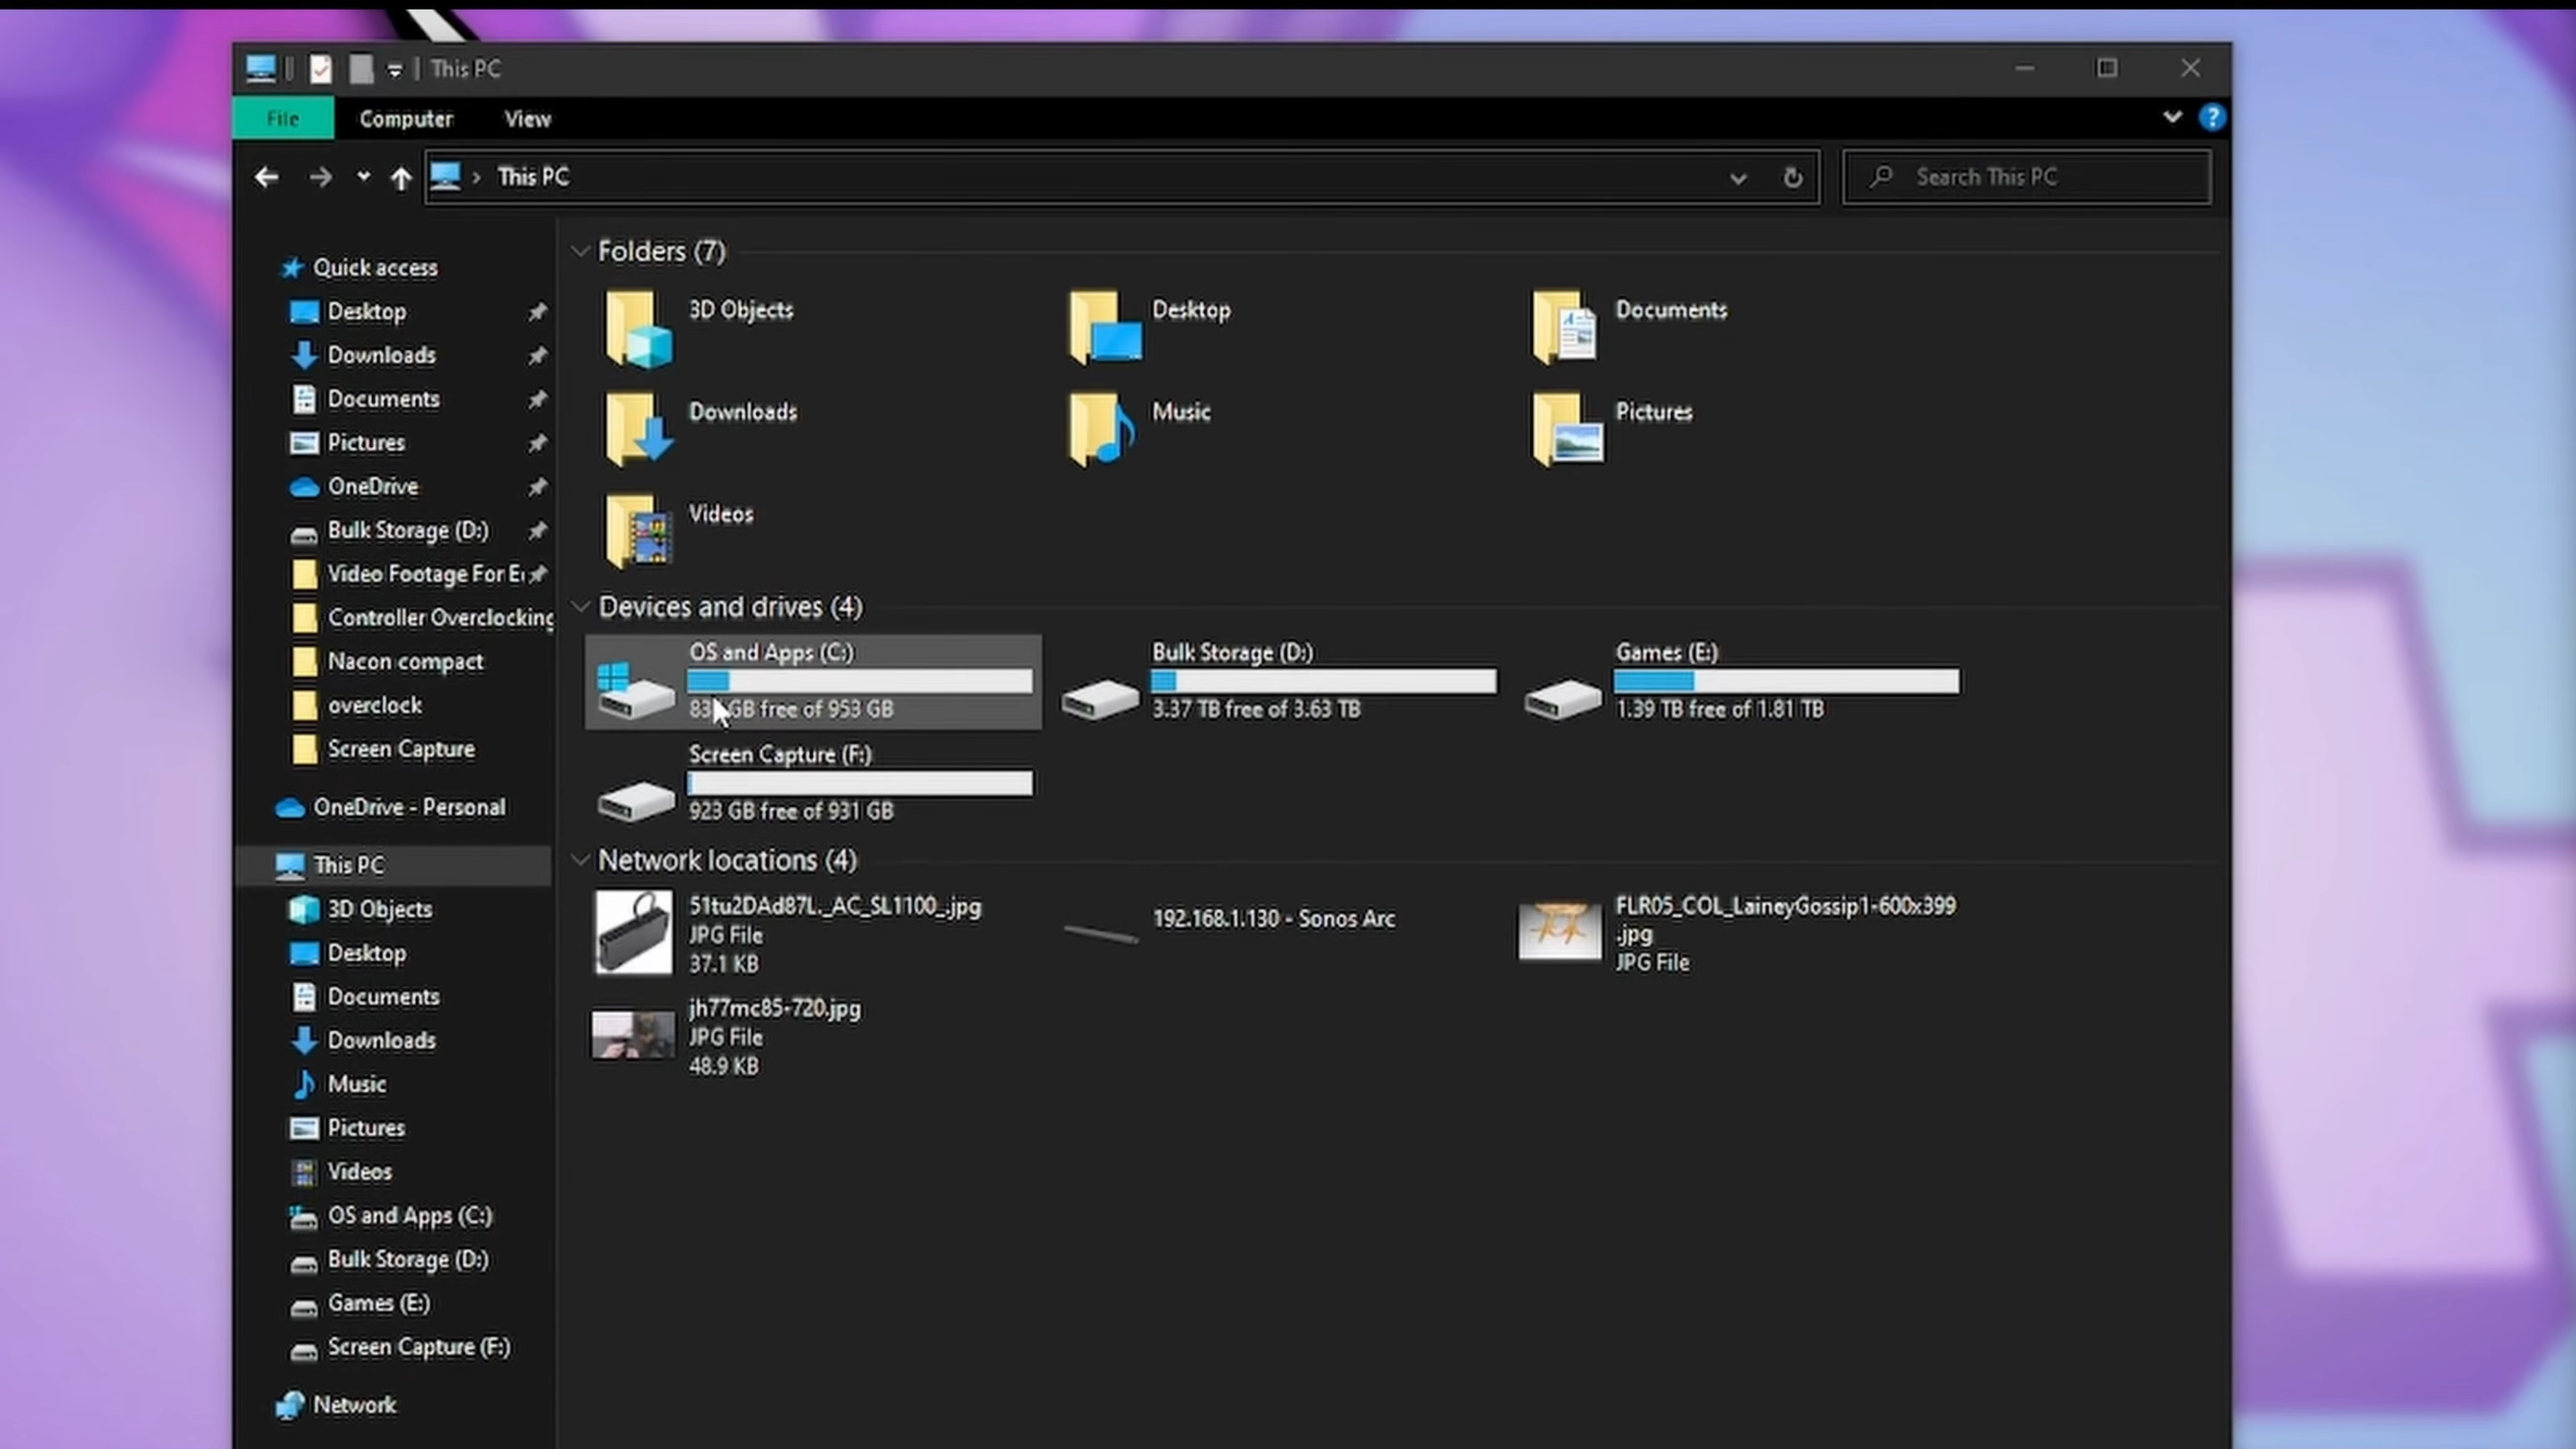 This PC
File
Computer
View
This PC
Search This PC
Quick access
Desktop
Downloads
Documents
Pictures
OneDrive
Bulk Storage (D:)
Video Footage For
Controller Overclocking
Nacon compact
overclock
Screen Capture
OneDrive - Personal
This PC
3D Objects
Desktop
Documents
Downloads
Music
Pictures
Videos
OS and Apps (C:)
Bulk Storage (D:)
Games (E:)
Screen Capture (F:)
Network
Folders (7)
3D Objects
Desktop
Documents
Downloads
Music
Pictures
Videos
Devices and drives (4)
OS and Apps (C:)
GB free of 953 GB
Bulk Storage (D:)
3.37 TB free of 3.63 TB
Games (E:)
1.39 TB free of 1.81 TB
Screen Capture (F:)
923 GB free of 931 GB
Network locations (4)
51tu2DAd87L._AC_SL1100_.jpg
JPG File
37.1 KB
192.168.1.130 - Sonos Arc
FLR05_COL_LaineyGossip1-600x399
.jpg
JPG File
jh77mc85-720.jpg
JPG File
48.9 KB